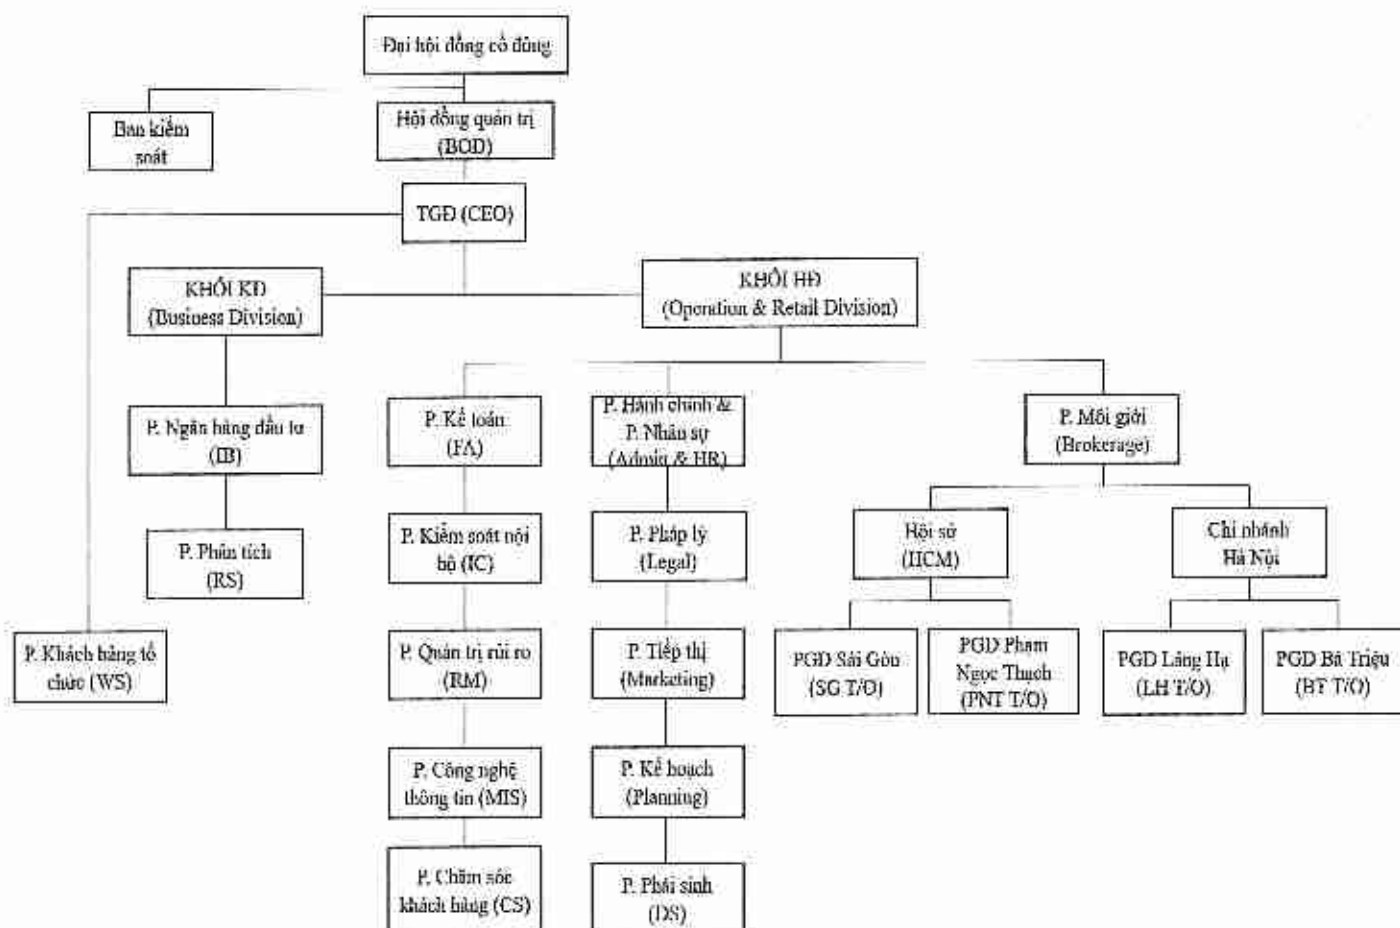 Đại hội đồng cổ đông
Ban kiểm
soát
Hội đồng quản trị
(BOD)
TGĐ (CEO)
KHỐI KD
(Business Division)
KHỐI HĐ
(Operation & Retail Division)
P. Ngân hàng đầu tư
(IB)
P. Kế toán
(FA)
P. Hành chính &
P. Nhân sự
(Admin & HR)
P. Môi giới
(Brokerage)
P. Phân tích
(RS)
P. Kiểm soát nội
bộ (IC)
P. Pháp lý
(Legal)
Hội sở
(HCM)
Chi nhánh
Hà Nội
P. Khách hàng tổ
chức (WS)
P. Quản trị rủi ro
(RM)
P. Tiếp thị
(Marketing)
PGD Sài Gòn
(SG T/O)
PGD Phạm
Ngọc Thạch
(PNT T/O)
PGD Láng Hạ
(LH T/O)
PGD Bà Triệu
(BT T/O)
P. Công nghệ
thông tin (MIS)
P. Kế hoạch
(Planning)
P. Chăm sóc
khách hàng (CS)
P. Phái sinh
(DS)